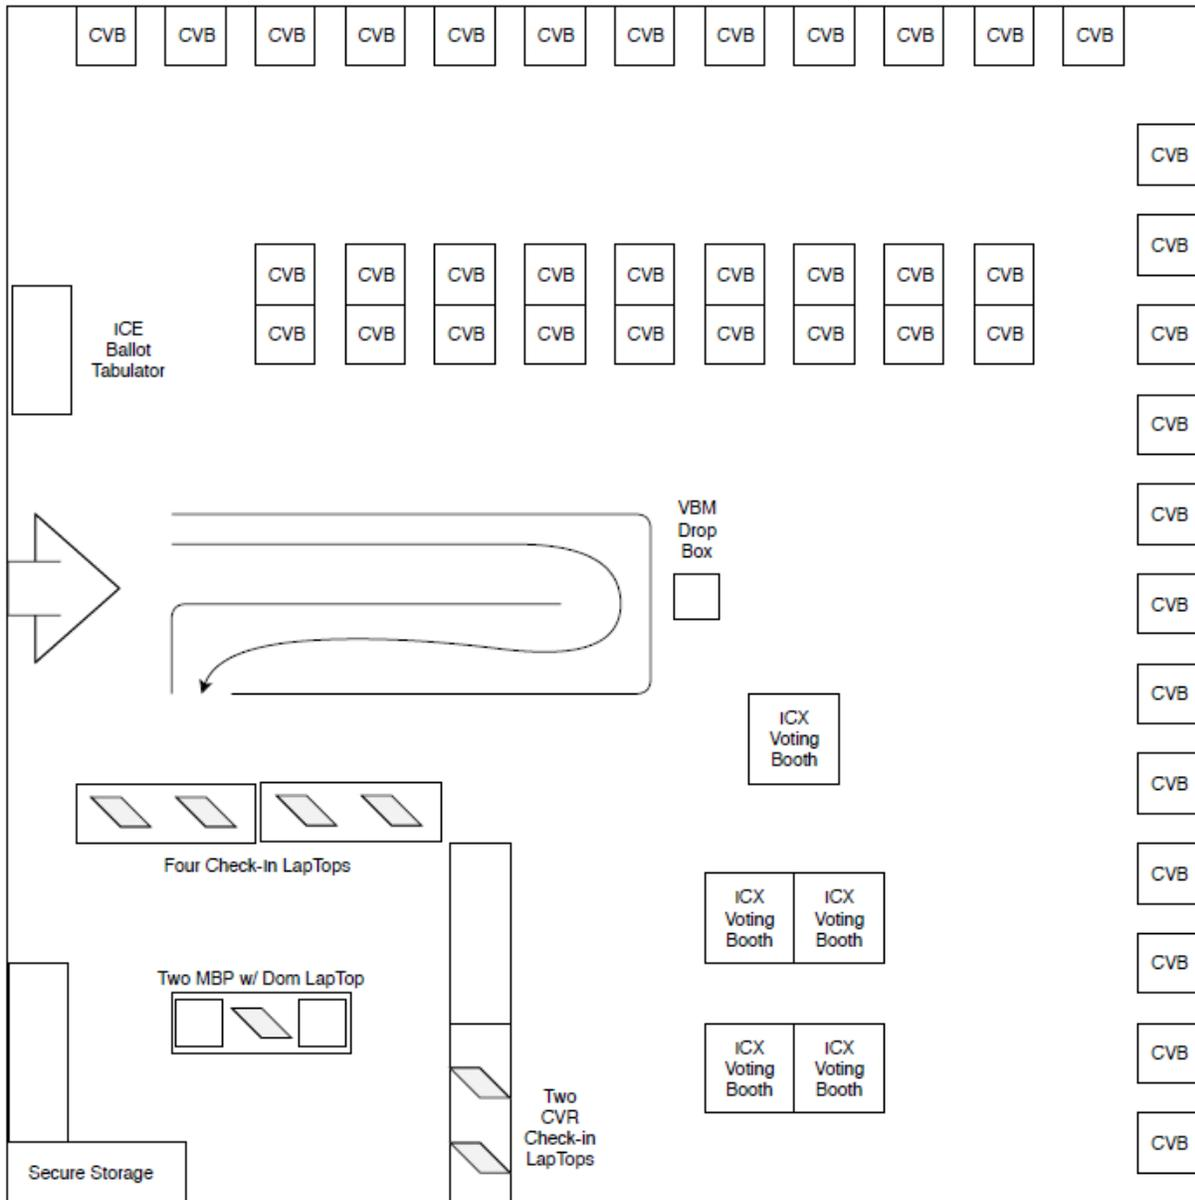 CVB CVB CVB CVB CVB CVB CVB CVB CVB CVB CVB CVB
CVB
CVB
CVB CVB CVB CVB CVB CVB CVB CVB CVB
CVB CVB CVB CVB CVB CVB CVB CVB CVB CVB
ICE
Ballot
Tabulator
CVB
VBM
Drop
Box
CVB
CVB
CVB
ICX
Voting
Booth
CVB
Four Check-in LapTops
CVB
ICX ICX
Voting Voting
Booth Booth
CVB
Two MBP w/ Dom LapTop
CVB
ICX ICX
Voting Voting
Booth Booth
Two
CVR
Check-in
LapTops
CVB
Secure Storage